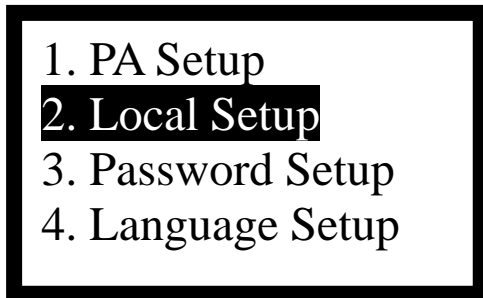 1. PA Setup
2. Local Setup
3. Password Setup
4. Language Setup